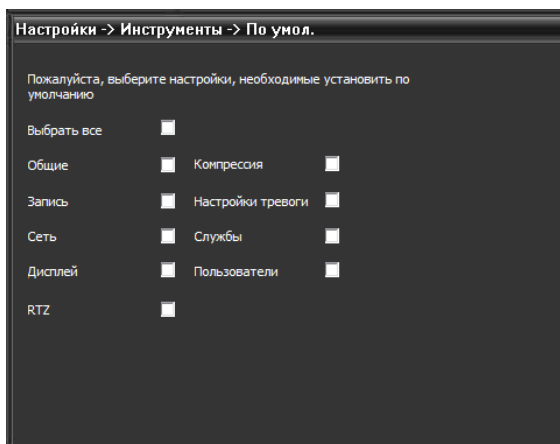 Настройки -> Инструменты -> По умол.
Пожалуйста, выберите настройки, необходимые установить по
умолчанию
Выбрать все
Общие Компрессия
Запись Настройки тревоги
Сеть Службы
Дисплей Пользователи
RTZ